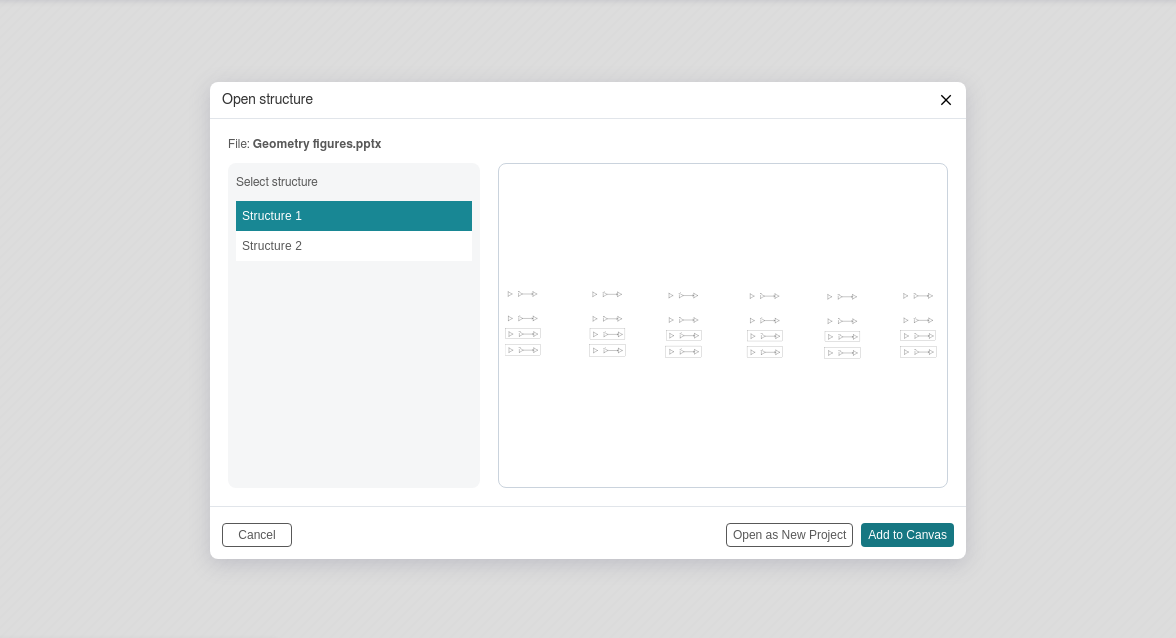 Open structure
File: Geometry figures.pptx
Select structure
Structure 1
Structure 2
Cancel
Open as New Project
Add to Canvas